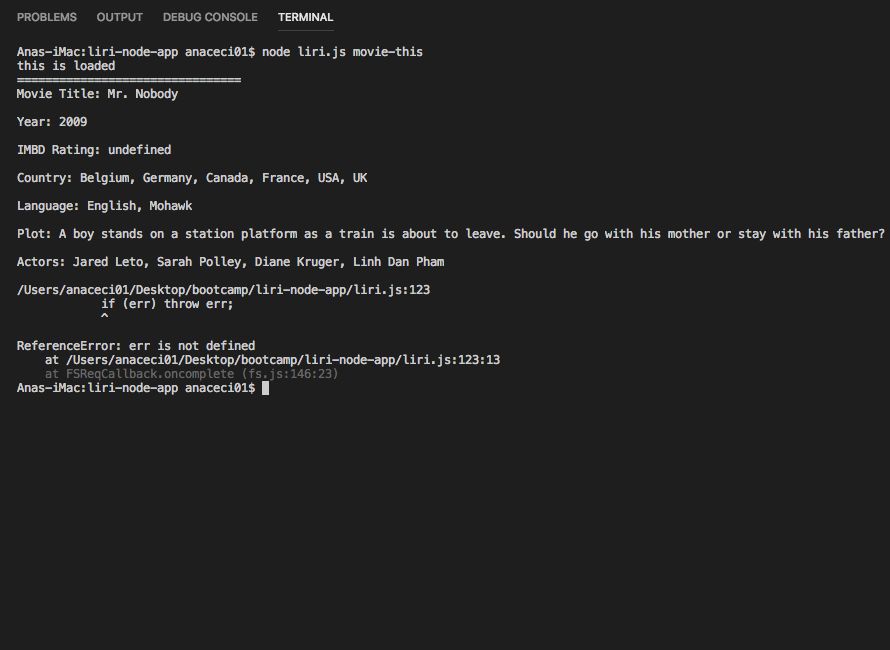 PROBLEMS OUTPUT DEBUG CONSOLE TERMINAL
Anas-iMac:liri-node-app anaceci01$ node liri.js movie-this
this is loaded
================================
Movie Title: Mr. Nobody
Year: 2009
IMBD Rating: undefined
Country: Belgium, Germany, Canada, France, USA, UK
Language: English, Mohawk
Plot: A boy stands on a station platform as a train is about to leave. Should he go with his mother or stay with his father?
Actors: Jared Leto, Sarah Polley, Diane Kruger, Linh Dan Pham
/Users/anaceci01/Desktop/bootcamp/liri-node-app/liri.js:123
            if (err) throw err;
            ^
ReferenceError: err is not defined
    at /Users/anaceci01/Desktop/bootcamp/liri-node-app/liri.js:123:13
    at FSReqCallback.oncomplete (fs.js:146:23)
Anas-iMac:liri-node-app anaceci01$